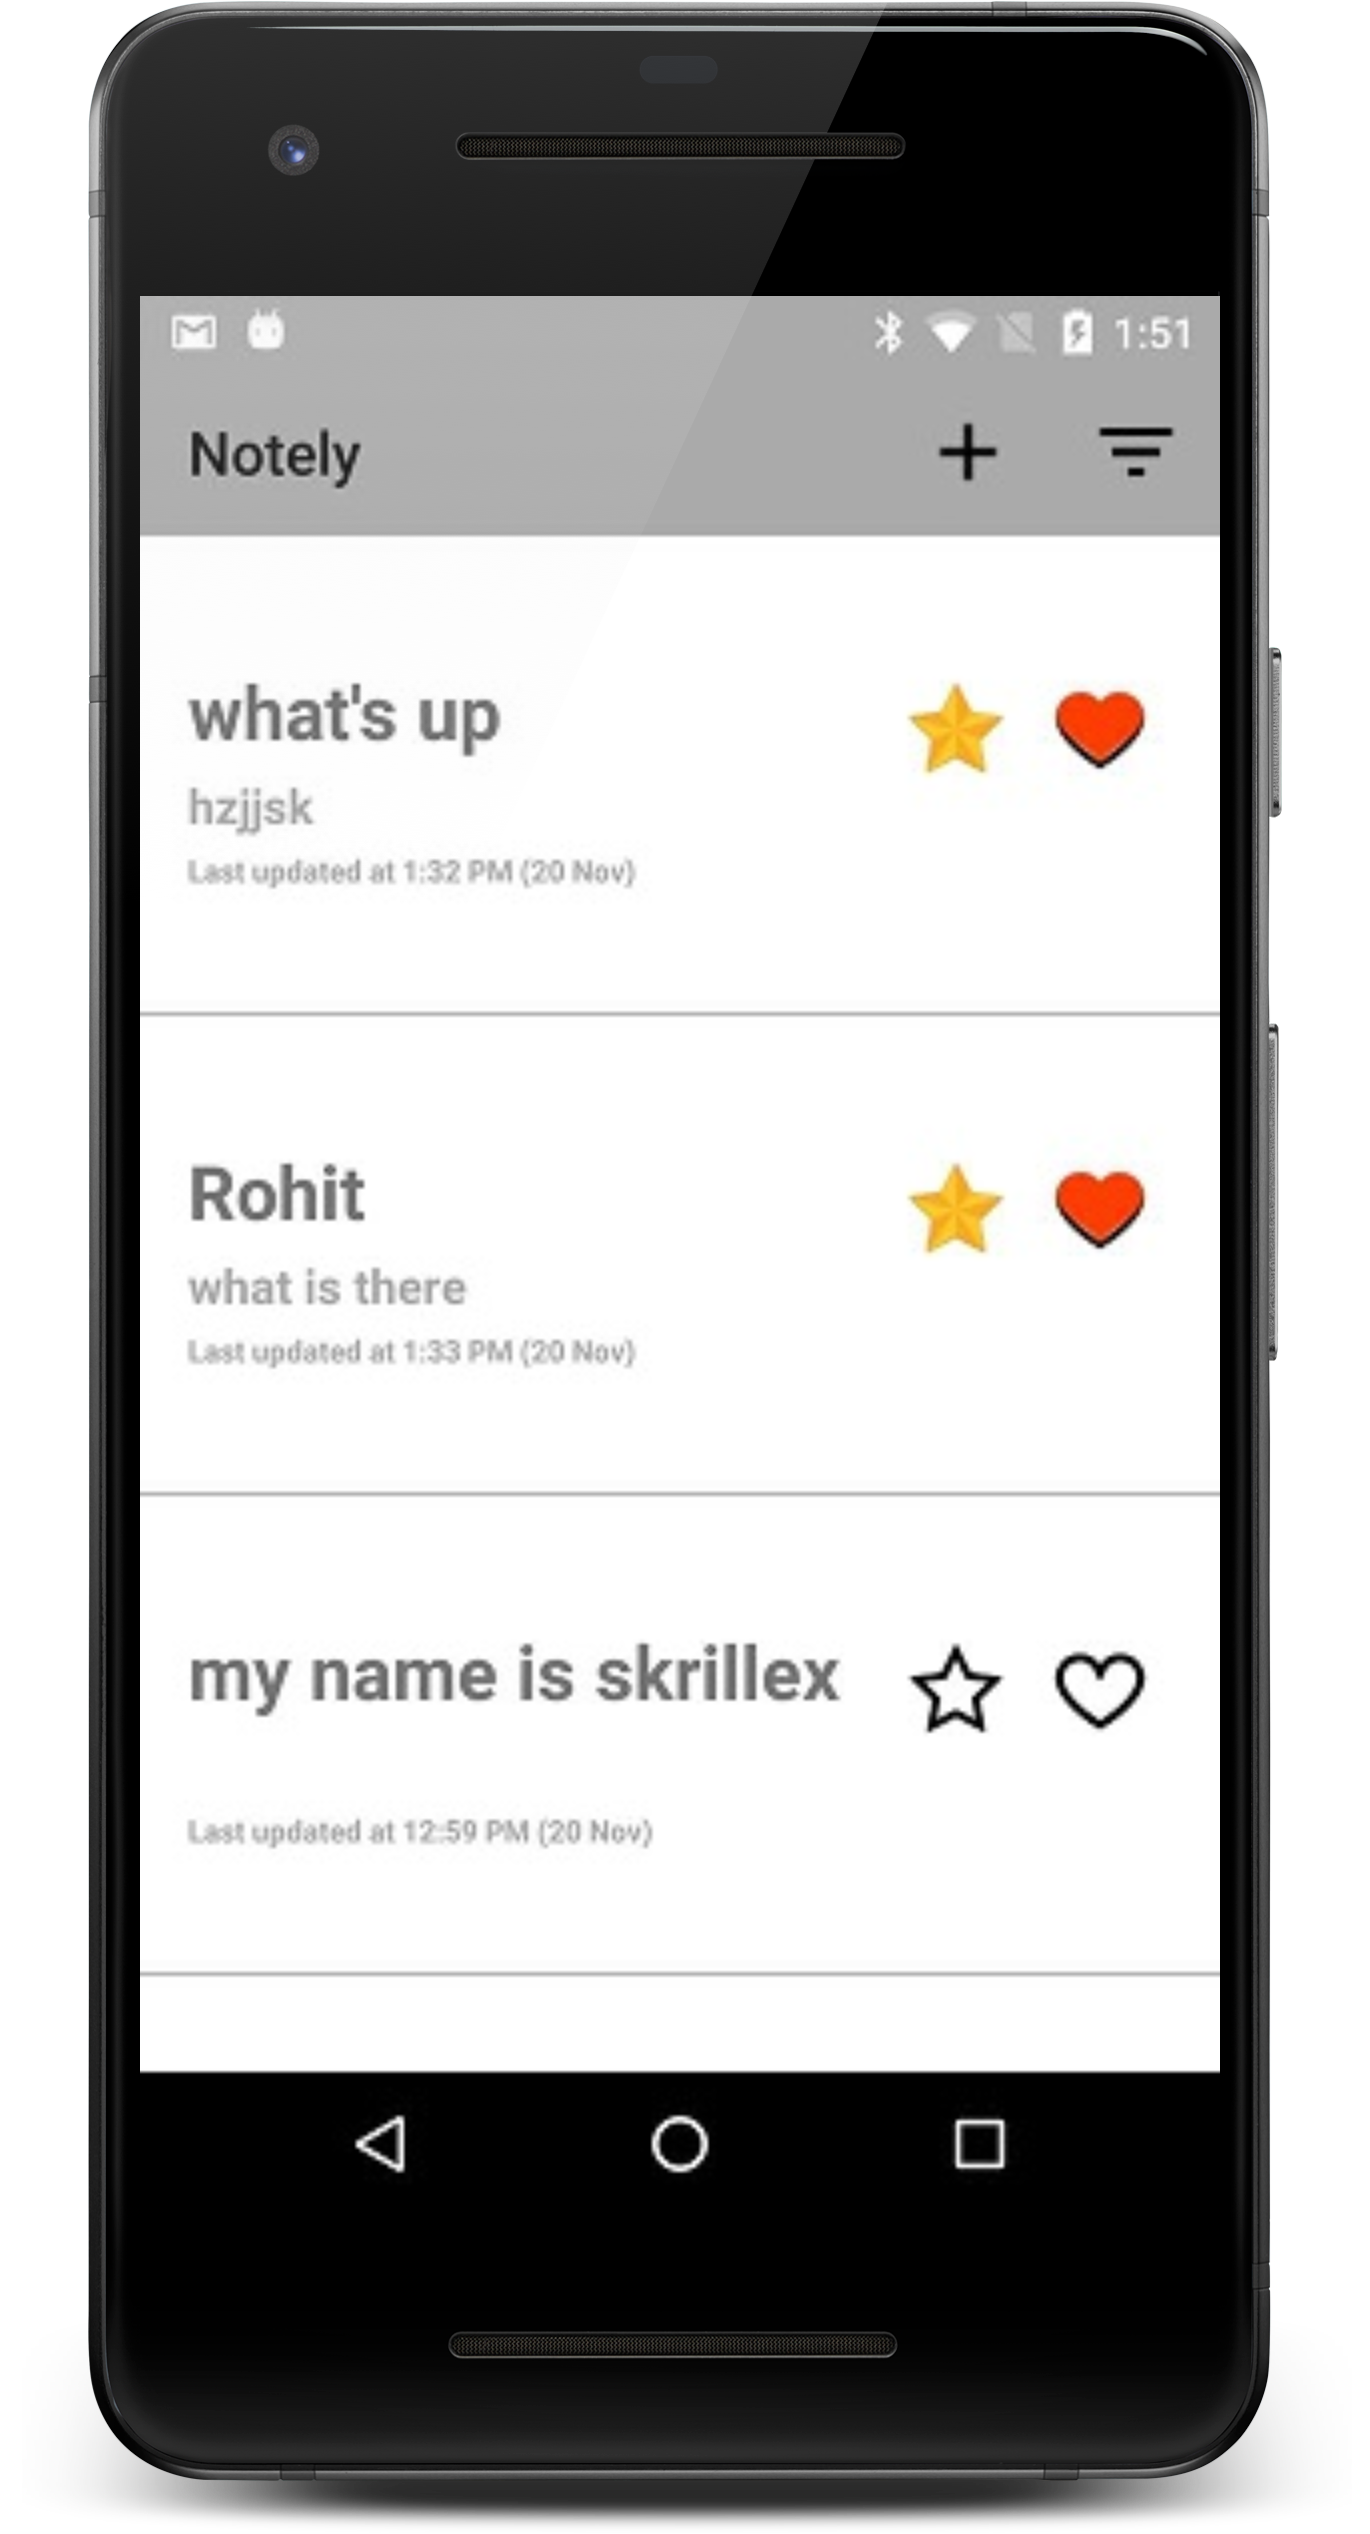 1:51
Notely
what's up
hzjjsk
Last updated at 1:32 PM (20 Nov)
Rohit
what is there
Last updated at 1:33 PM (20 Nov)
my name is skrillex
Last updated at 12:59 PM (20 Nov)